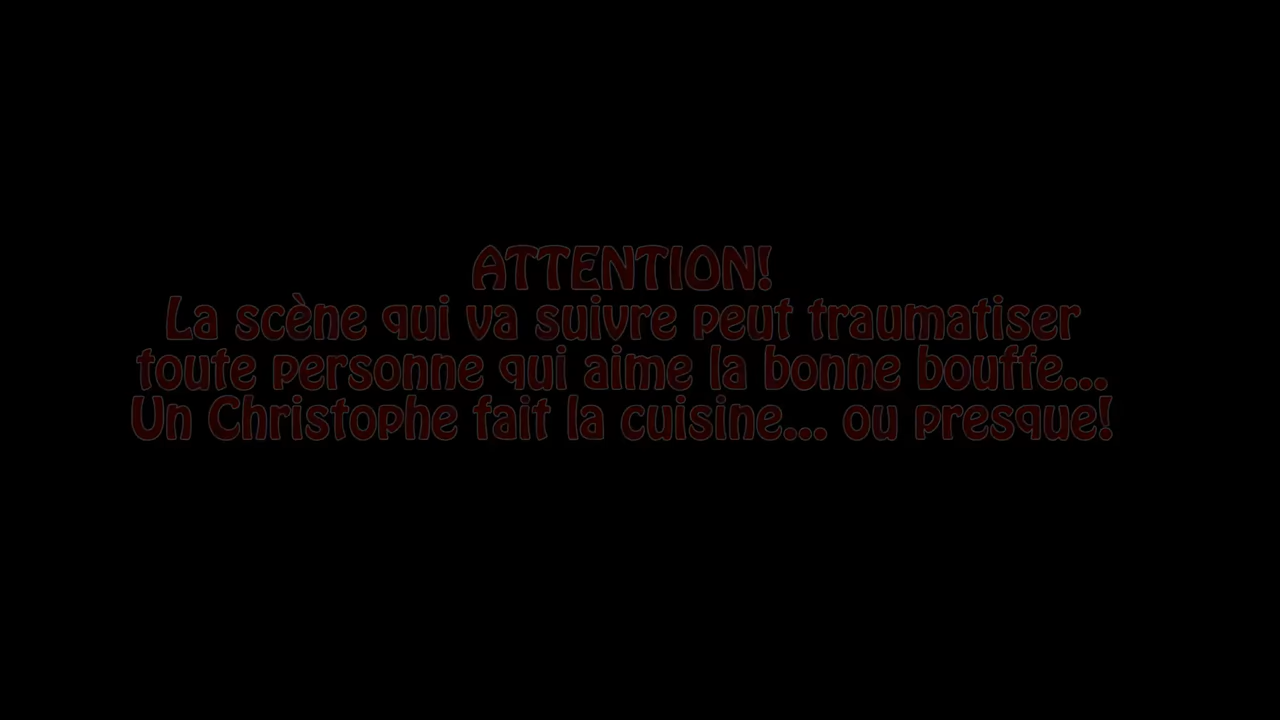 ATTENTION!
La scène qui va suivre peut traumatiser
toute personne qui aime la bonne bouffe...
Un Christophe fait la cuisine... ou presque!